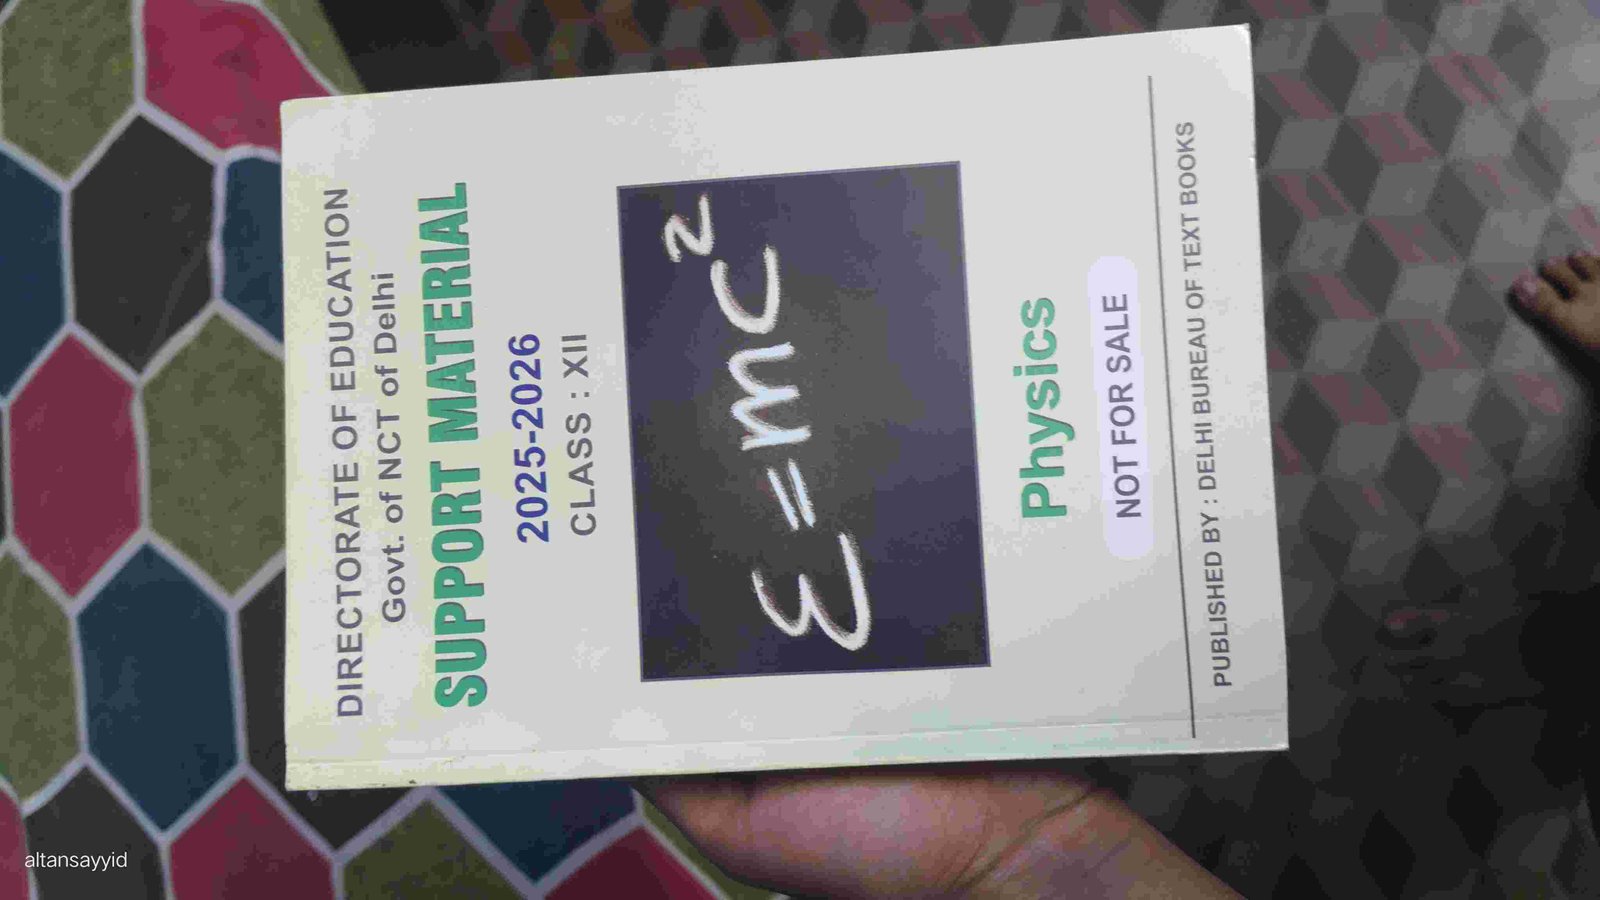 DIRECTORATE OF EDUCATION
Govt. of NCT of Delhi
SUPPORT MATERIAL
2025-2026
CLASS : XII
E=mc²
Physics
NOT FOR SALE
PUBLISHED BY : DELHI BUREAU OF TEXT BOOKS
altansayyid